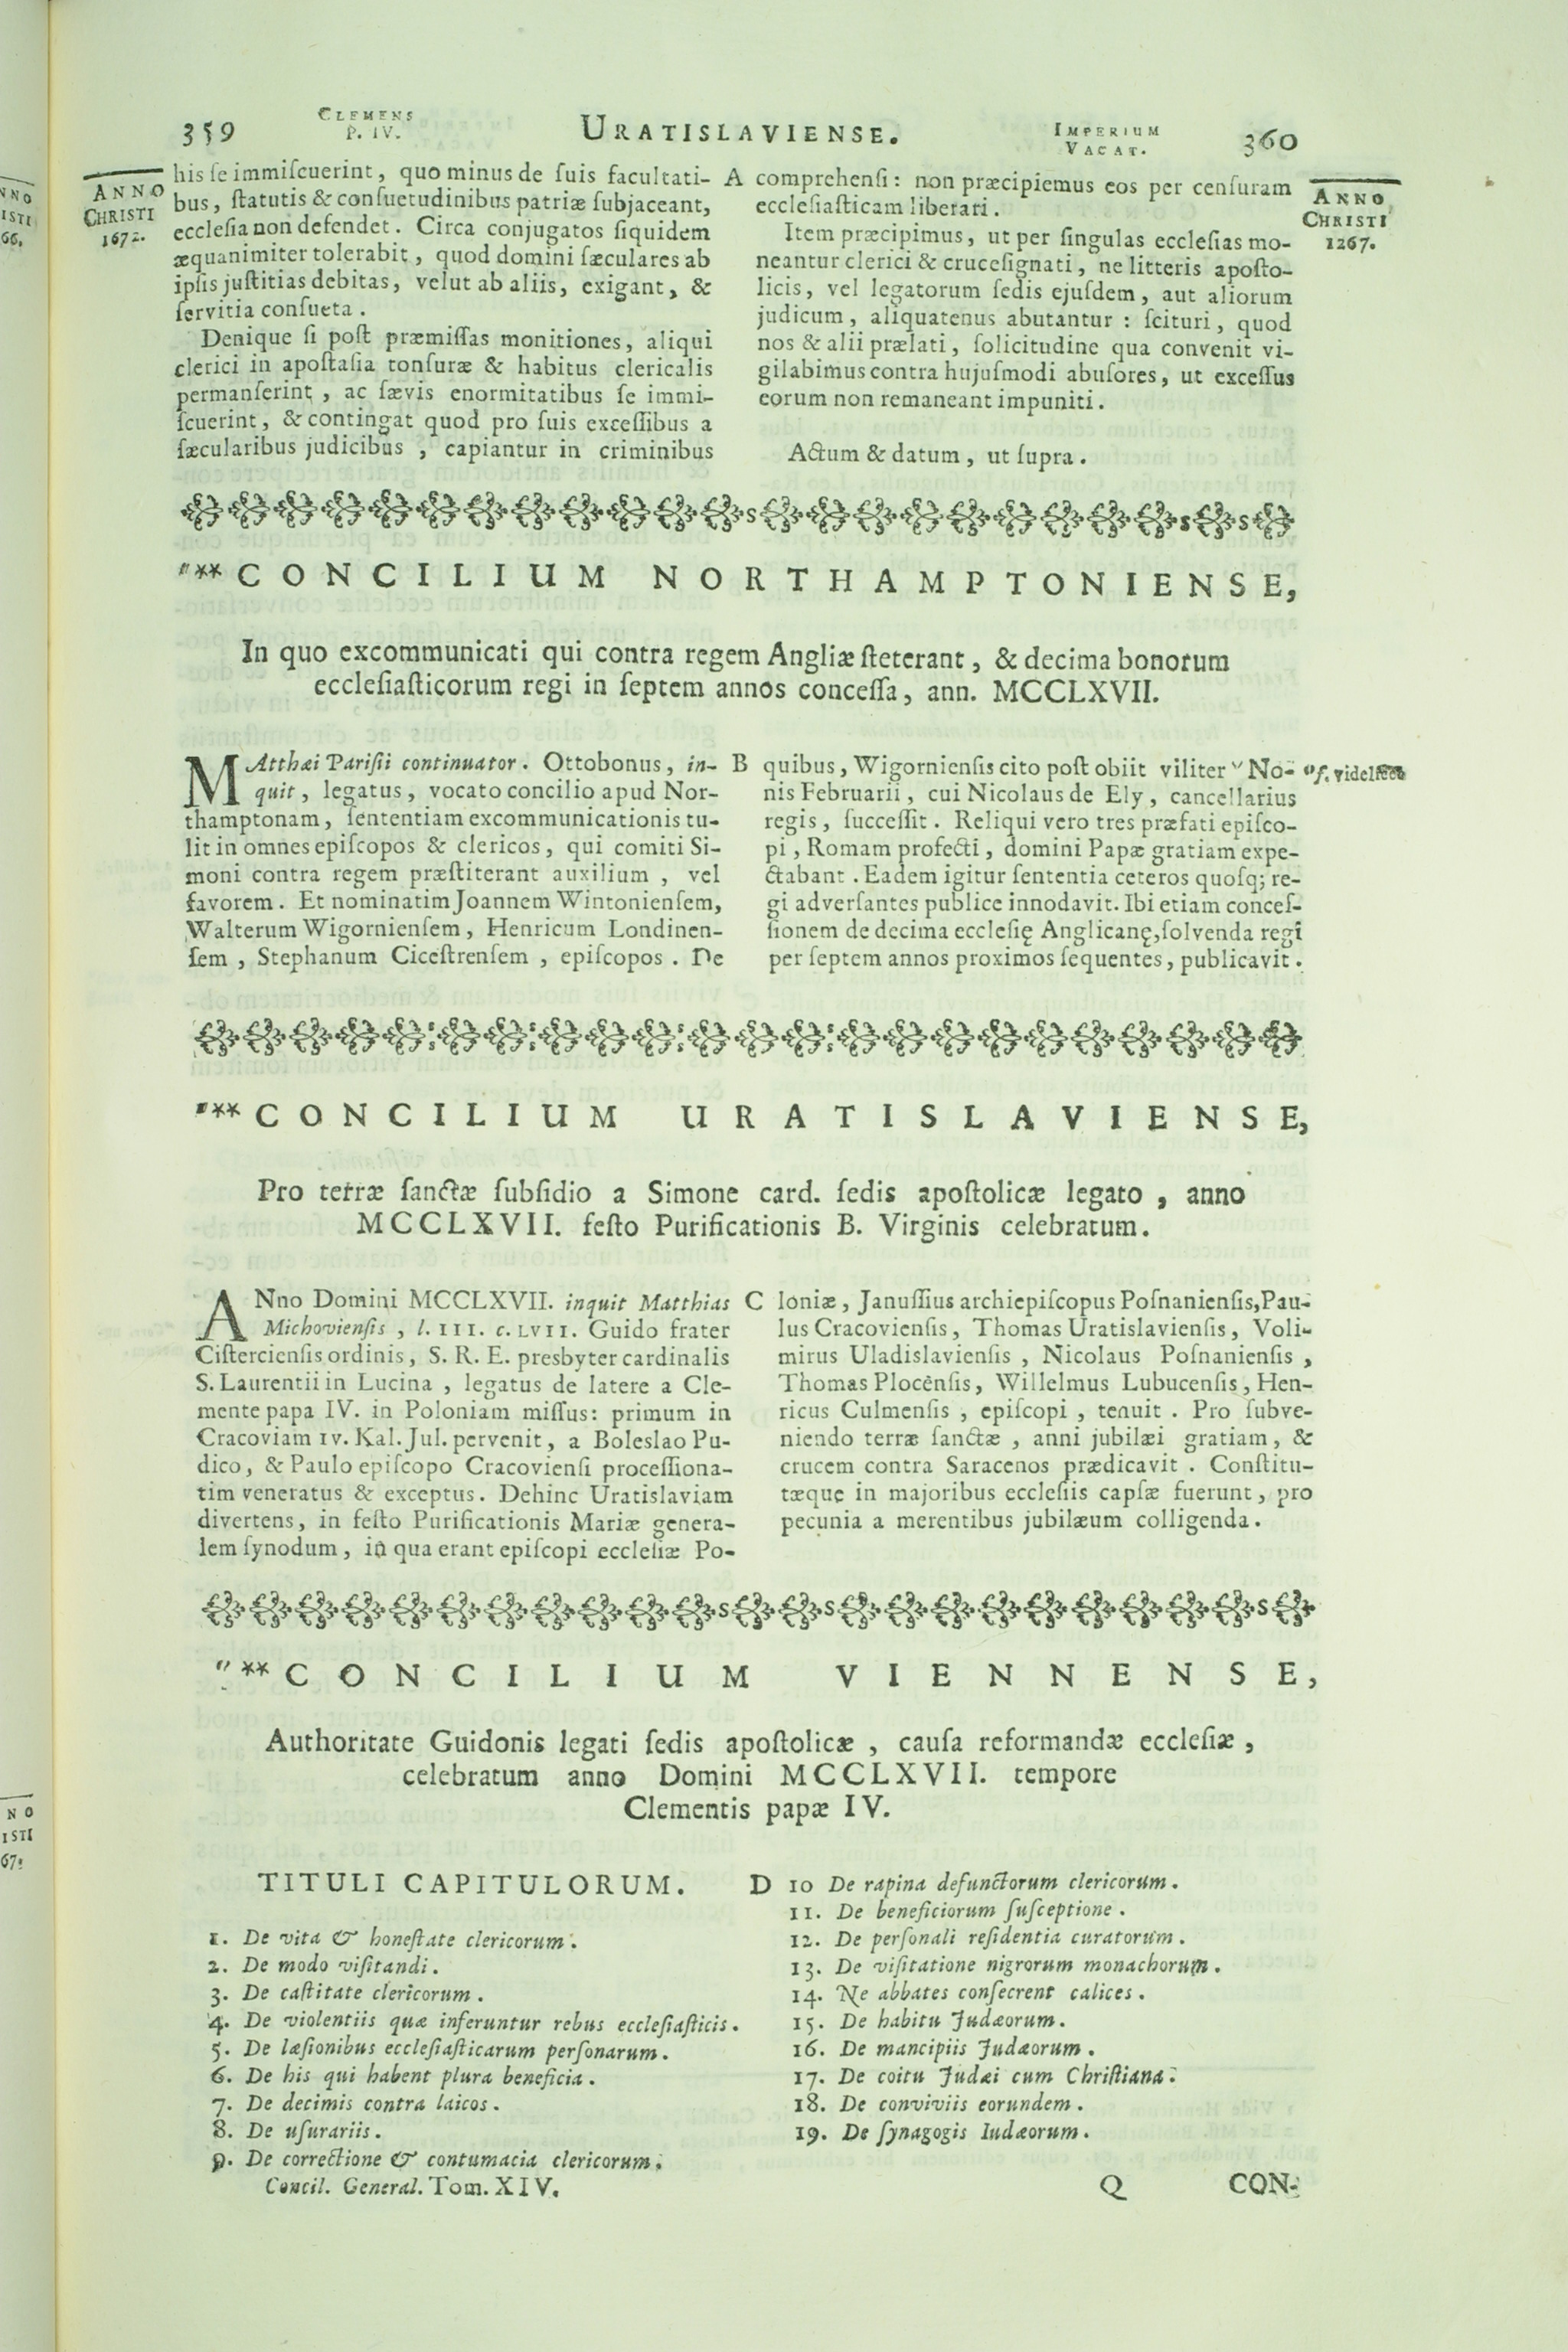 359
CLEMENS
P. IV.
URATISLAVIENSE.
IMPERIUM
VACAT.
360
ANNO
CHRISTI
1672.
his ſe immiſcuerint, quo minus de ſuis facultati-
bus, ſtatutis & conſuetudinibus patriæ ſubjaceant,
eccleſia non defendet. Circa conjugatos ſiquidem
æquanimiter tolerabit, quod domini ſæculares ab
ipſis juſtitias debitas, velut ab aliis, exigant, &
ſervitia conſueta.
Denique ſi poſt præmiſſas monitiones, aliqui
clerici in apoſtaſia tonſuræ & habitus clericalis
permanſerint, ac ſævis enormitatibus ſe immi-
ſcuerint, & contingat quod pro ſuis exceſſibus a
ſæcularibus judicibus, capiantur in criminibus
A
comprehenſi: non præcipiemus eos per cenſuram
eccleſiaſticam liberari.
Item præcipimus, ut per ſingulas eccleſias mo-
neantur clerici & cruceſignati, ne litteris apoſto-
licis, vel legatorum ſedis ejuſdem, aut aliorum
judicum, aliquatenus abutantur: ſcituri, quod
nos & alii prælati, ſolicitudine qua convenit vi-
gilabimus contra hujuſmodi abuſores, ut exceſſus
eorum non remaneant impuniti.
Actum & datum, ut ſupra.
ANNO
CHRISTI
1267.
"** CONCILIUM NORTHAMPTONIENSE,
In quo excommunicati qui contra regem Angliæ ſteterant, & decima bonorum
eccleſiaſticorum regi in ſeptem annos conceſſa, ann. MCCLXVII.
MAtthæi Pariſii continuator. Ottobonus, in-
quit, legatus, vocato concilio apud Nor-
thamptonam, ſententiam excommunicationis tu-
lit in omnes epiſcopos & clericos, qui comiti Si-
moni contra regem præſtiterant auxilium, vel
favorem. Et nominatim Joannem Wintonienſem,
Walterum Wigornienſem, Henricum Londinen-
ſem, Stephanum Ciceſtrenſem, epiſcopos. De
B
quibus, Wigornienſis cito poſt obiit viliter " No-
nis Februarii, cui Nicolaus de Ely, cancellarius
regis, ſucceſſit. Reliqui vero tres præfati epiſco-
pi, Romam profecti, domini Papæ gratiam expe-
ctabant. Eadem igitur ſententia ceteros quoſq; re-
gi adverſantes publice innodavit. Ibi etiam conceſ-
ſionem de decima eccleſię Anglicanę, ſolvenda regi
per ſeptem annos proximos ſequentes, publicavit.
"f.
"** CONCILIUM URATISLAVIENSE,
Pro terræ ſanctæ ſubſidio a Simone card. ſedis apoſtolicæ legato, anno
MCCLXVII. feſto Purificationis B. Virginis celebratum.
ANno Domini MCCLXVII. inquit Matthias
Michovienſis, l. III. c. LVII. Guido frater
Ciſtercienſis ordinis, S. R. E. presbyter cardinalis
S. Laurentii in Lucina, legatus de latere a Cle-
mente papa IV. in Poloniam miſſus: primum in
Cracoviam IV. Kal. Jul. pervenit, a Boleslao Pu-
dico, & Paulo epiſcopo Cracovienſi proceſſiona-
tim veneratus & exceptus. Dehinc Uratislaviam
divertens, in feſto Purificationis Mariæ genera-
lem ſynodum, in qua erant epiſcopi eccleſiæ Po-
C
loniæ, Januſſius archiepiſcopus Poſnanienſis, Pau-
lus Cracovienſis, Thomas Uratislavienſis, Voli-
mirus Uladislavienſis, Nicolaus Poſnanienſis,
Thomas Plocenſis, Willelmus Lubucenſis, Hen-
ricus Culmenſis, epiſcopi, tenuit. Pro ſubve-
niendo terræ ſanctæ, anni jubilæi gratiam, &
crucem contra Saracenos prædicavit. Conſtitu-
tæque in majoribus eccleſiis capſæ fuerunt, pro
pecunia a merentibus jubilæum colligenda.
"** CONCILIUM VIENNENSE,
Authoritate Guidonis legati ſedis apoſtolicæ, cauſa reformandæ eccleſiæ,
celebratum anno Domini MCCLXVII. tempore
Clementis papæ IV.
TITULI CAPITULORUM.
1. De vita & honeſtate clericorum.
2. De modo viſitandi.
3. De caſtitate clericorum.
4. De violentiis quæ inferuntur rebus eccleſiaſticis.
5. De læſionibus eccleſiaſticarum perſonarum.
6. De his qui habent plura beneficia.
7. De decimis contra laicos.
8. De uſurariis.
9. De correctione & contumacia clericorum.
D
10 De rapina defunctorum clericorum.
11. De beneficiorum ſuſceptione.
12. De perſonali reſidentia curatorum.
13. De viſitatione nigrorum monachorum.
14. Ne abbates conſecrent calices.
15. De habitu Judæorum.
16. De mancipiis Judæorum.
17. De coitu Judæi cum Chriſtiana.
18. De conviviis eorundem.
19. De ſynagogis Iudæorum.
Concil. General. Tom. XIV.
Q
CON-